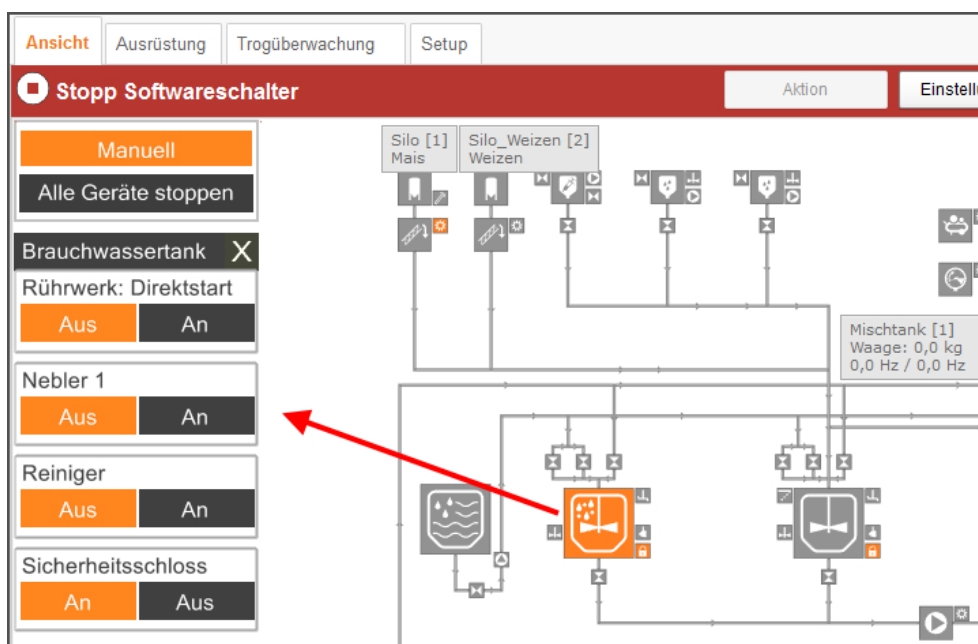 Ansicht
Ausrüstung
Trogüberwachung
Setup
Stopp Softwareschalter
Aktion
Manuell
Alle Geräte stoppen
Brauchwassertank X
Rührwerk: Direktstart
Aus An
Nebler 1
Aus An
Reiniger
Aus An
Sicherheitsschloss
An Aus
Silo [1]
Mais
Silo_Weizen [2]
Weizen
Mischtank [1]
Waage: 0,0 kg
0,0 Hz / 0,0 Hz